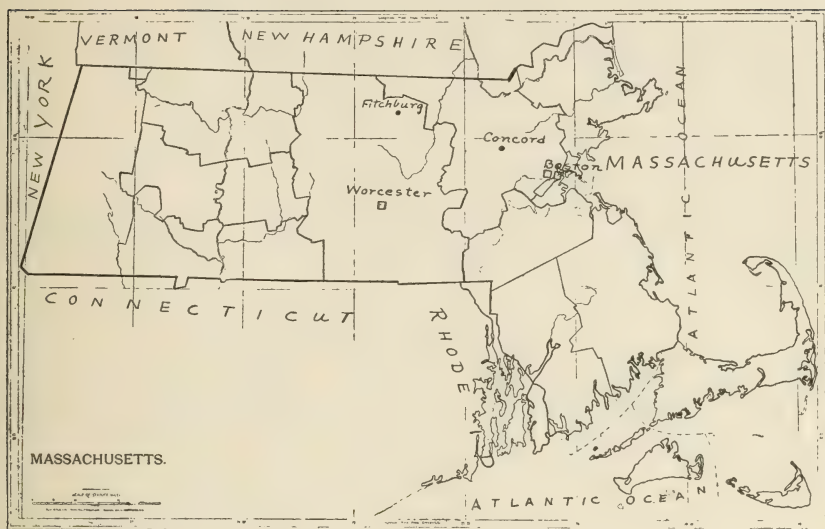 VERMONT
NEW HAMPSHIRE
NEW YORK
Fitchburg
Concord
Boston
MASSACHUSETTS
Worcester
ATLANTIC OCEAN
CONNECTICUT
RHODE
MASSACHUSETTS.
ATLANTIC OCEAN